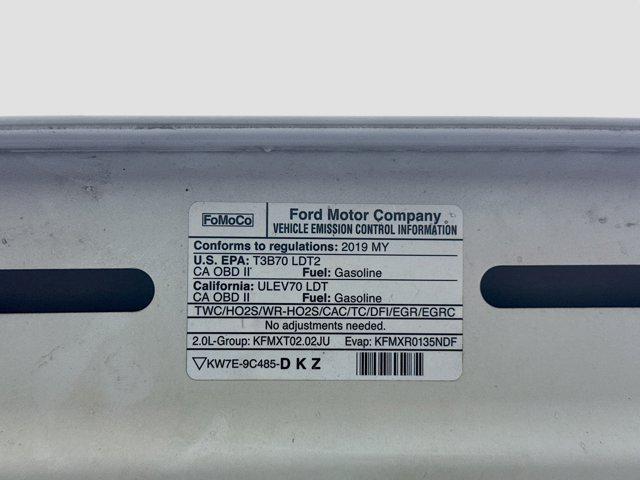 FoMoCo
Ford Motor Company
VEHICLE EMISSION CONTROL INFORMATION
Conforms to regulations: 2019 MY
U.S. EPA: T3B70 LDT2
CA OBD II Fuel: Gasoline
California: ULEV70 LDT
CA OBD II Fuel: Gasoline
TWC/HO2S/WR-HO2S/CAC/TC/DFI/EGR/EGRC
No adjustments needed.
2.0L-Group: KFMXT02.02JU Evap: KFMXR0135NDF
KW7E-9C485-DKZ